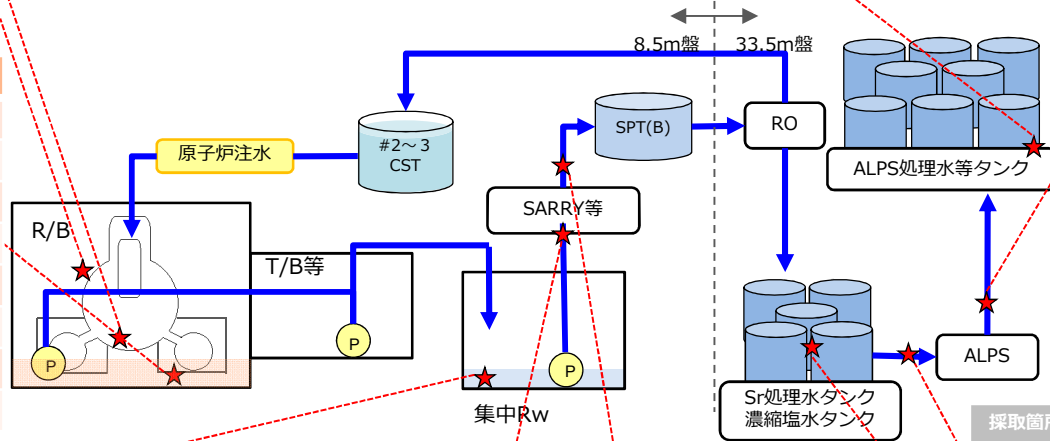 8.5m盤
33.5m盤
SPT(B)
RO
#2～3
CST
原子炉注水
ALPS処理水等タンク
SARRY等
R/B
T/B等
P
P
P
ALPS
集中Rw
Sr処理水タンク
濃縮塩水タンク
採取箇